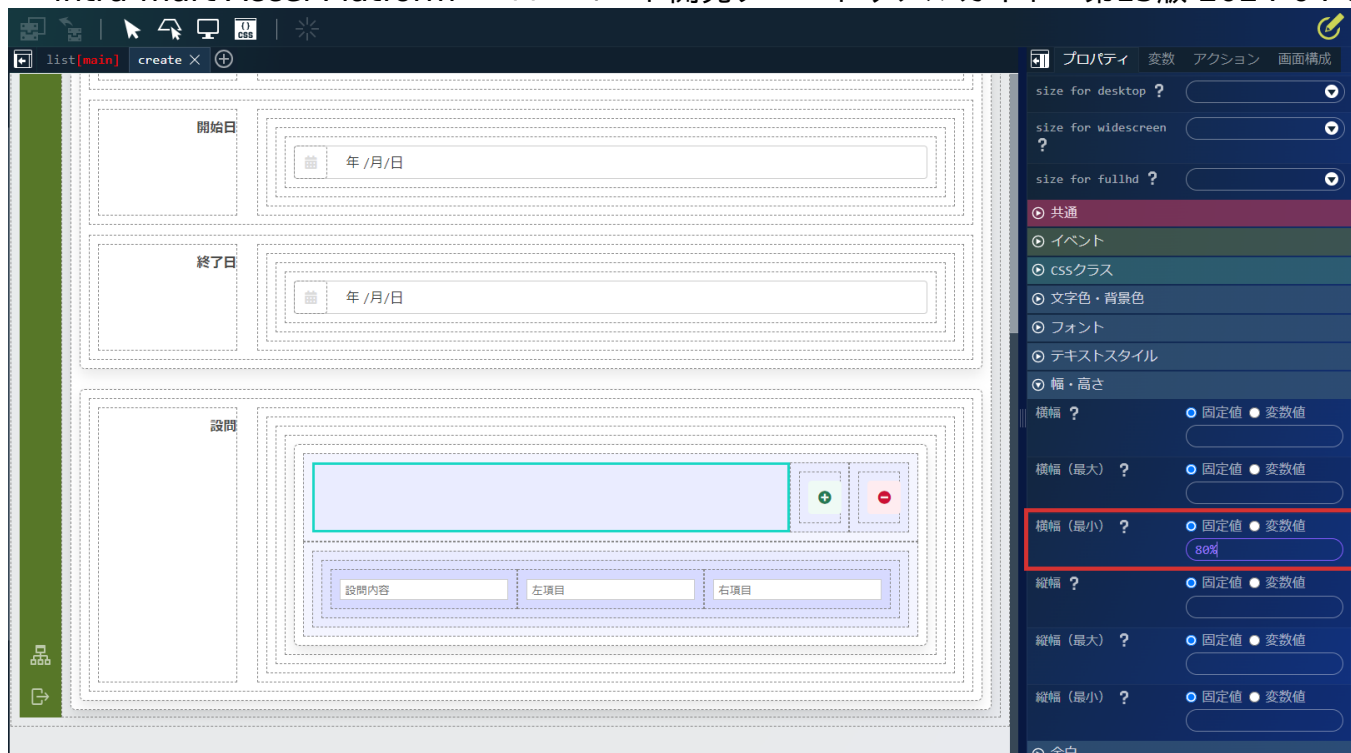 {} CSS
list[main] create ×
プロパティ 変数 アクション 画面構成
size for desktop ?
size for widescreen ?
size for fullhd ?
共通
イベント
CSSクラス
文字色・背景色
フォント
テキストスタイル
幅・高さ
横幅 ? 固定値 変数値
横幅（最大） ? 固定値 変数値
横幅（最小） ? 固定値 変数値
80%
縦幅 ? 固定値 変数値
縦幅（最大） ? 固定値 変数値
縦幅（最小） ? 固定値 変数値
開始日
年 /月/日
終了日
年 /月/日
設問
設問内容 左項目 右項目